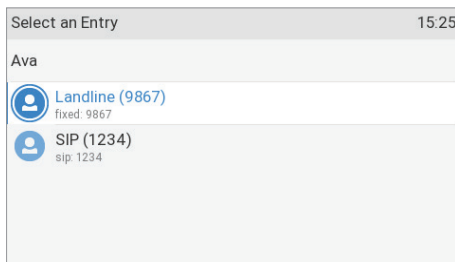 Select an Entry 15:25
Ava
Landline (9867)
fixed: 9867
SIP (1234)
sip: 1234